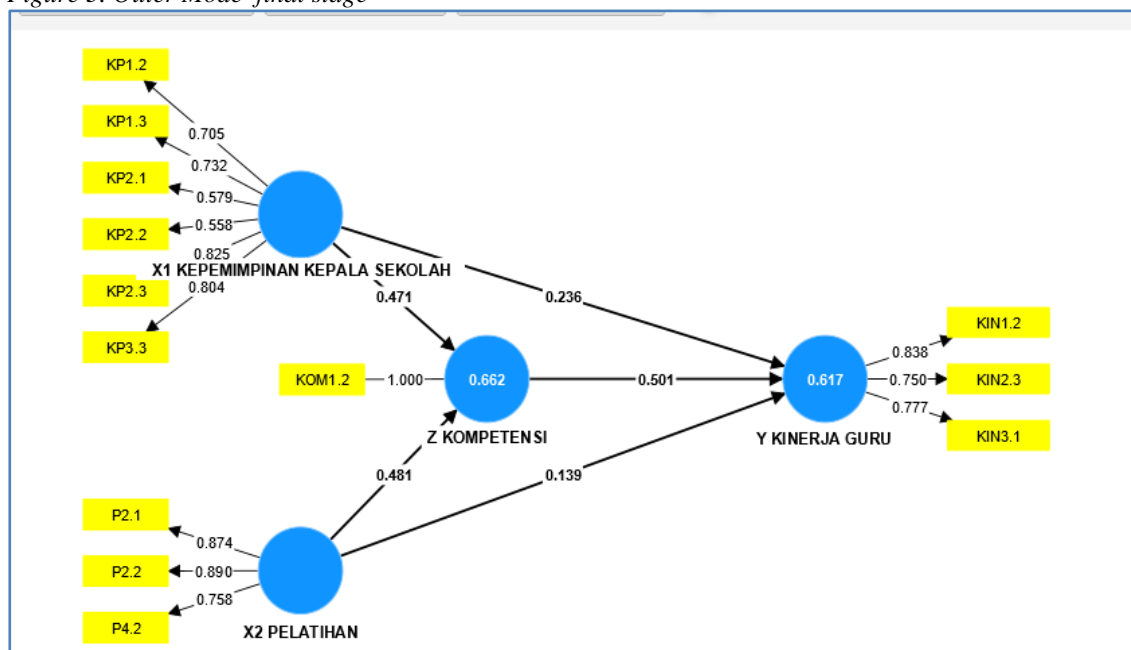 Figure 3. Outer Mode final stage
KP1.2
KP1.3
KP2.1
KP2.2
KP2.3
KP3.3
0.705
0.732
0.579
0.558
0.825
0.804
X1 KEPEMIMPINAN KEPALA SEKOLAH
0.471
0.236
KOM1.2
1.000
0.662
Z KOMPETENSI
0.501
0.617
Y KINERJA GURU
0.838
0.750
0.777
KIN1.2
KIN2.3
KIN3.1
0.481
0.139
P2.1
P2.2
P4.2
0.874
0.890
0.758
X2 PELATIHAN